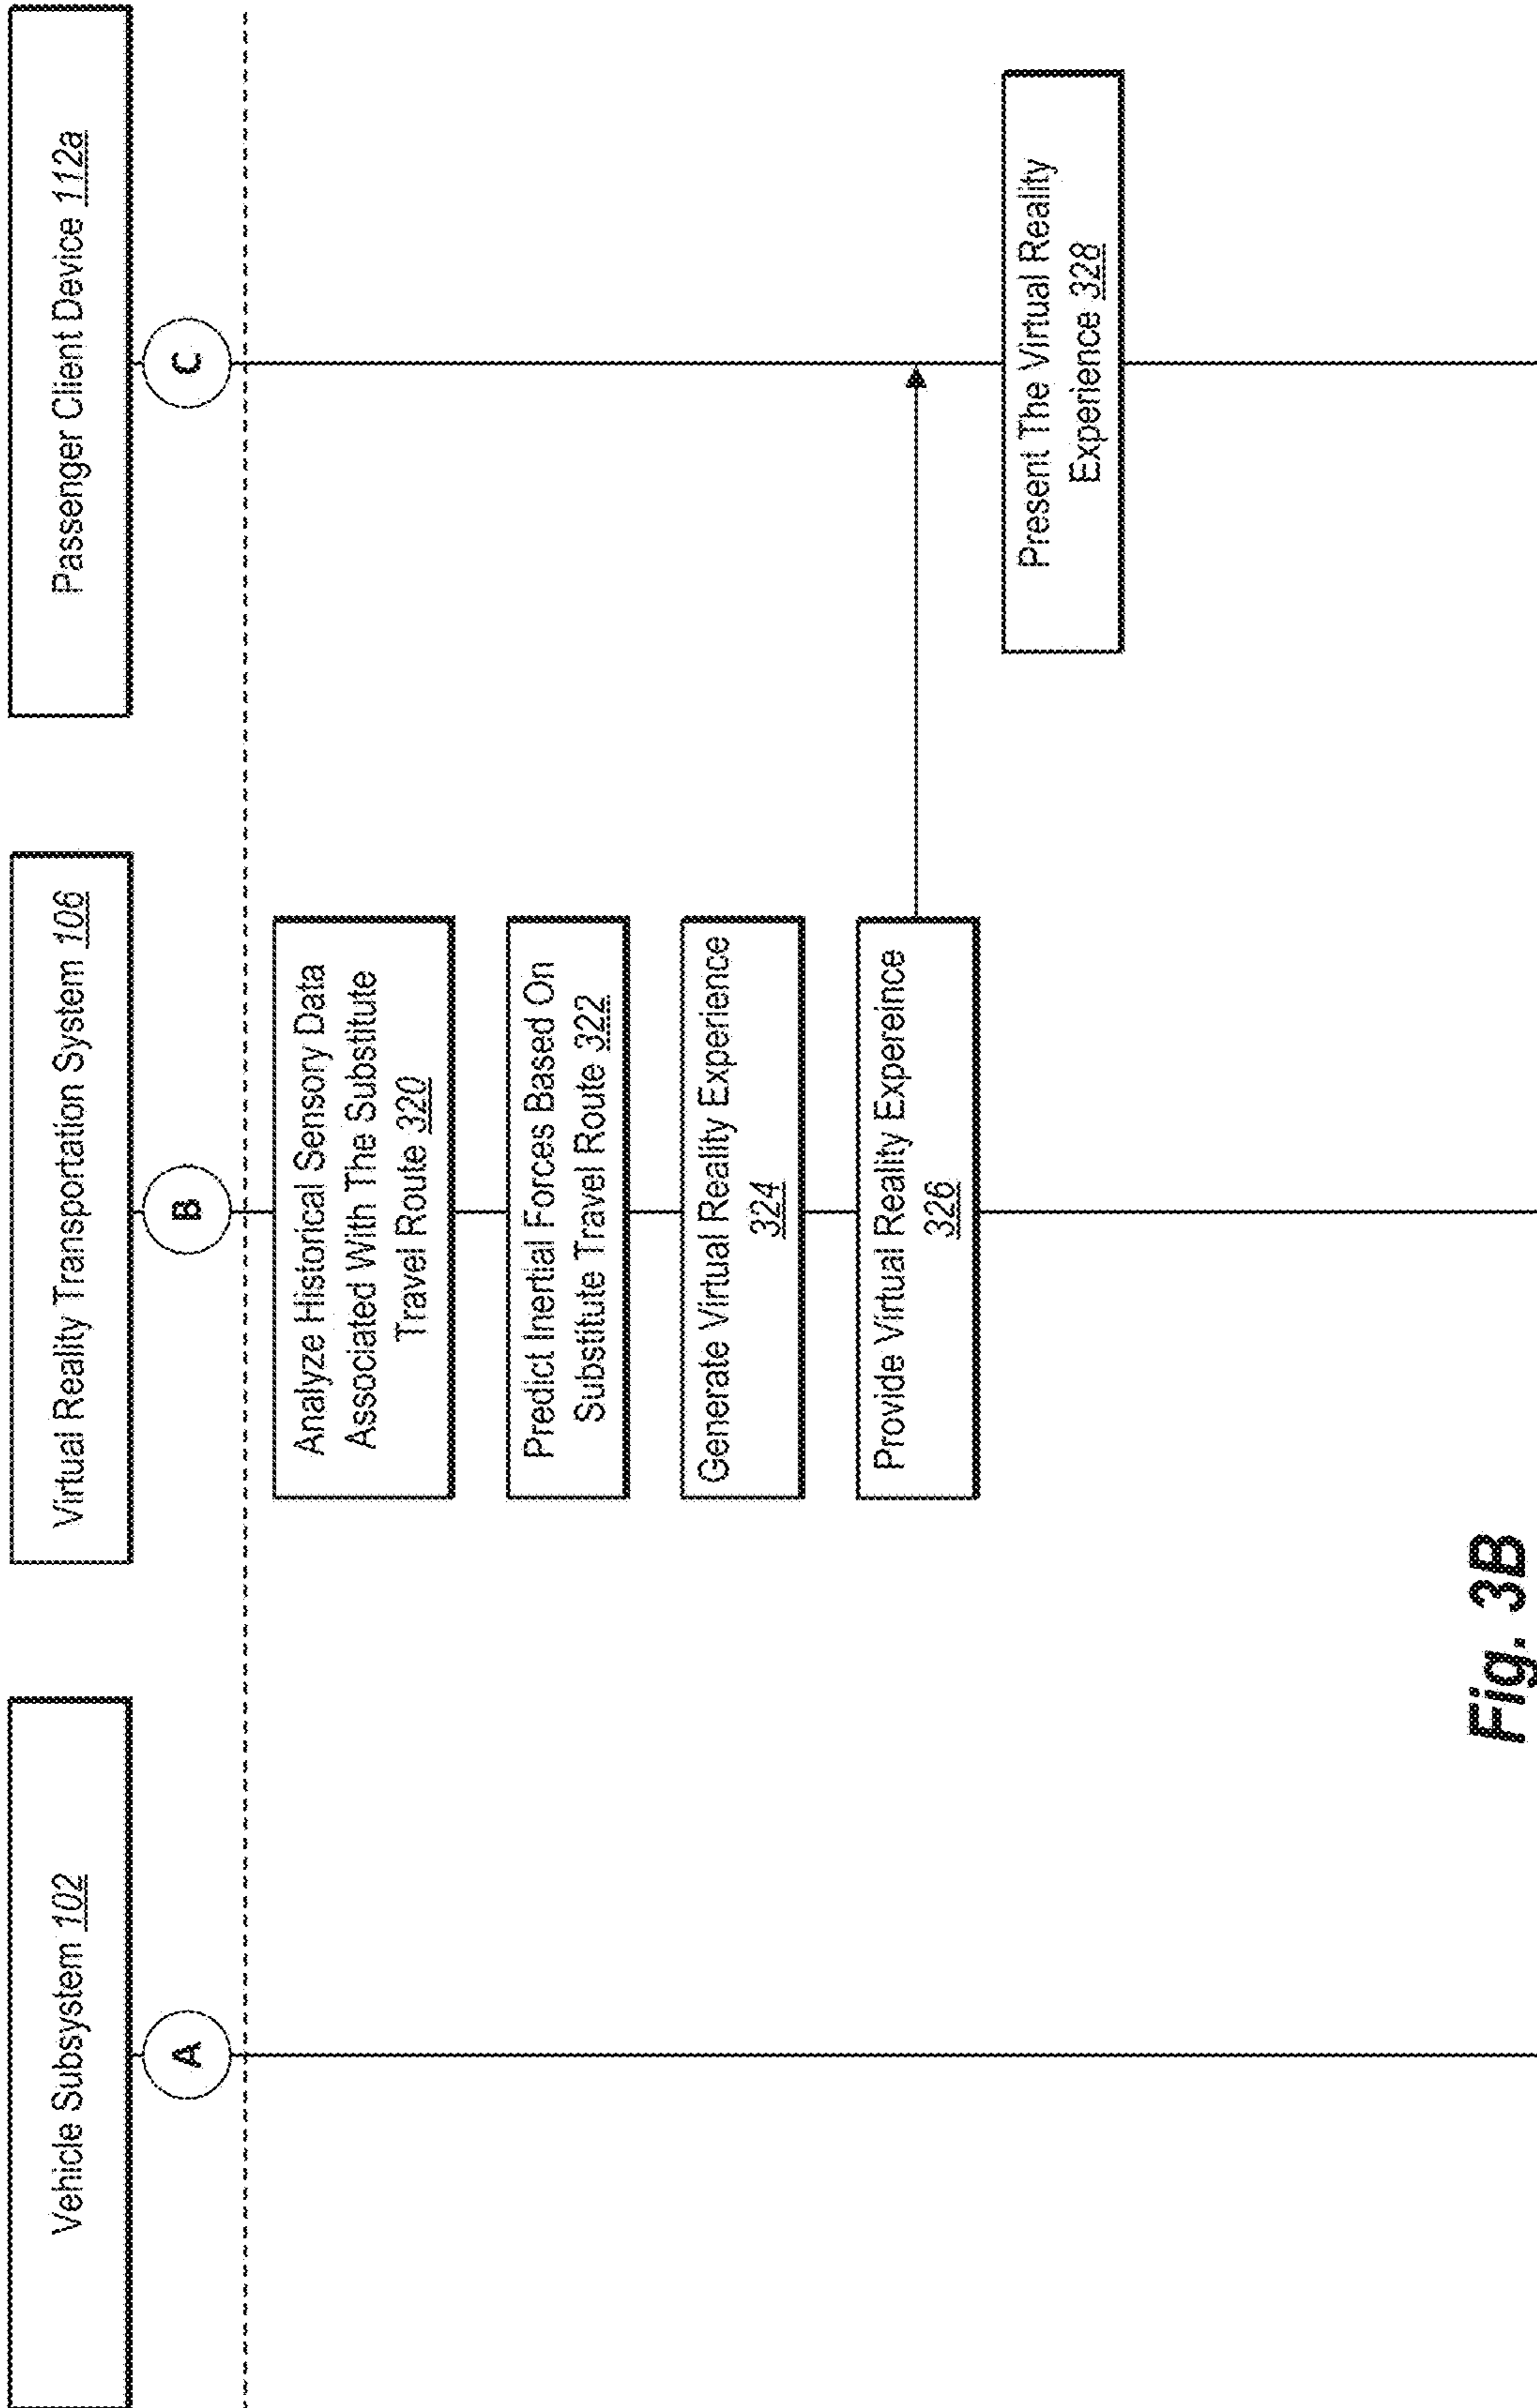 Vehicle Subsystem 102
Virtual Reality Transportation System 106
Passenger Client Device 112a
A
B
C
Analyze Historical Sensory Data
Associated With The Substitute
Travel Route 320
Predict Inertial Forces Based On
Substitute Travel Route 322
Generate Virtual Reality Experience
324
Provide Virtual Reality Expereince
326
Present The Virtual Reality
Experience 328
Fig. 3B